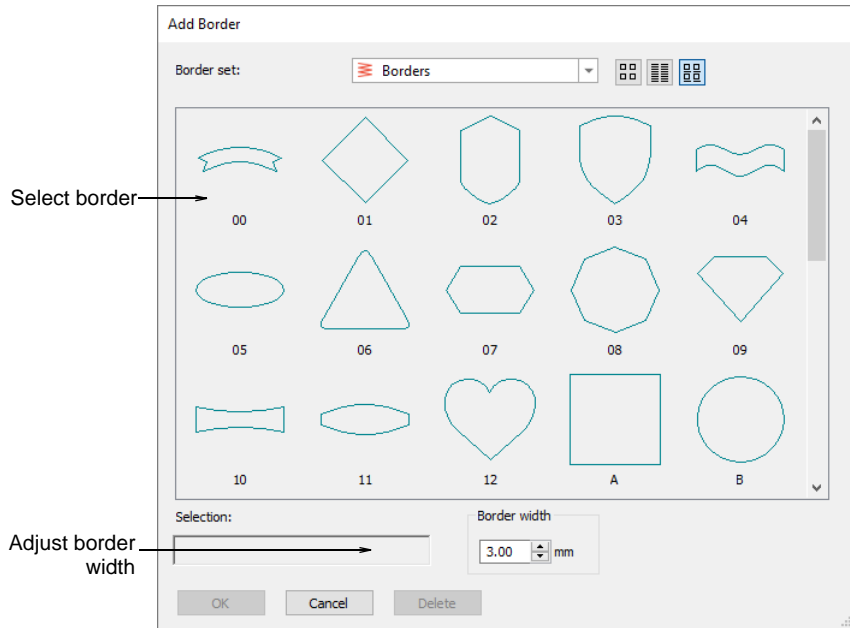 Add Border
Border set:
Borders
Select border
00 01 02 03 04
05 06 07 08 09
10 11 12 A B
Selection:
Border width
Adjust border
width
3.00 mm
OK Cancel Delete